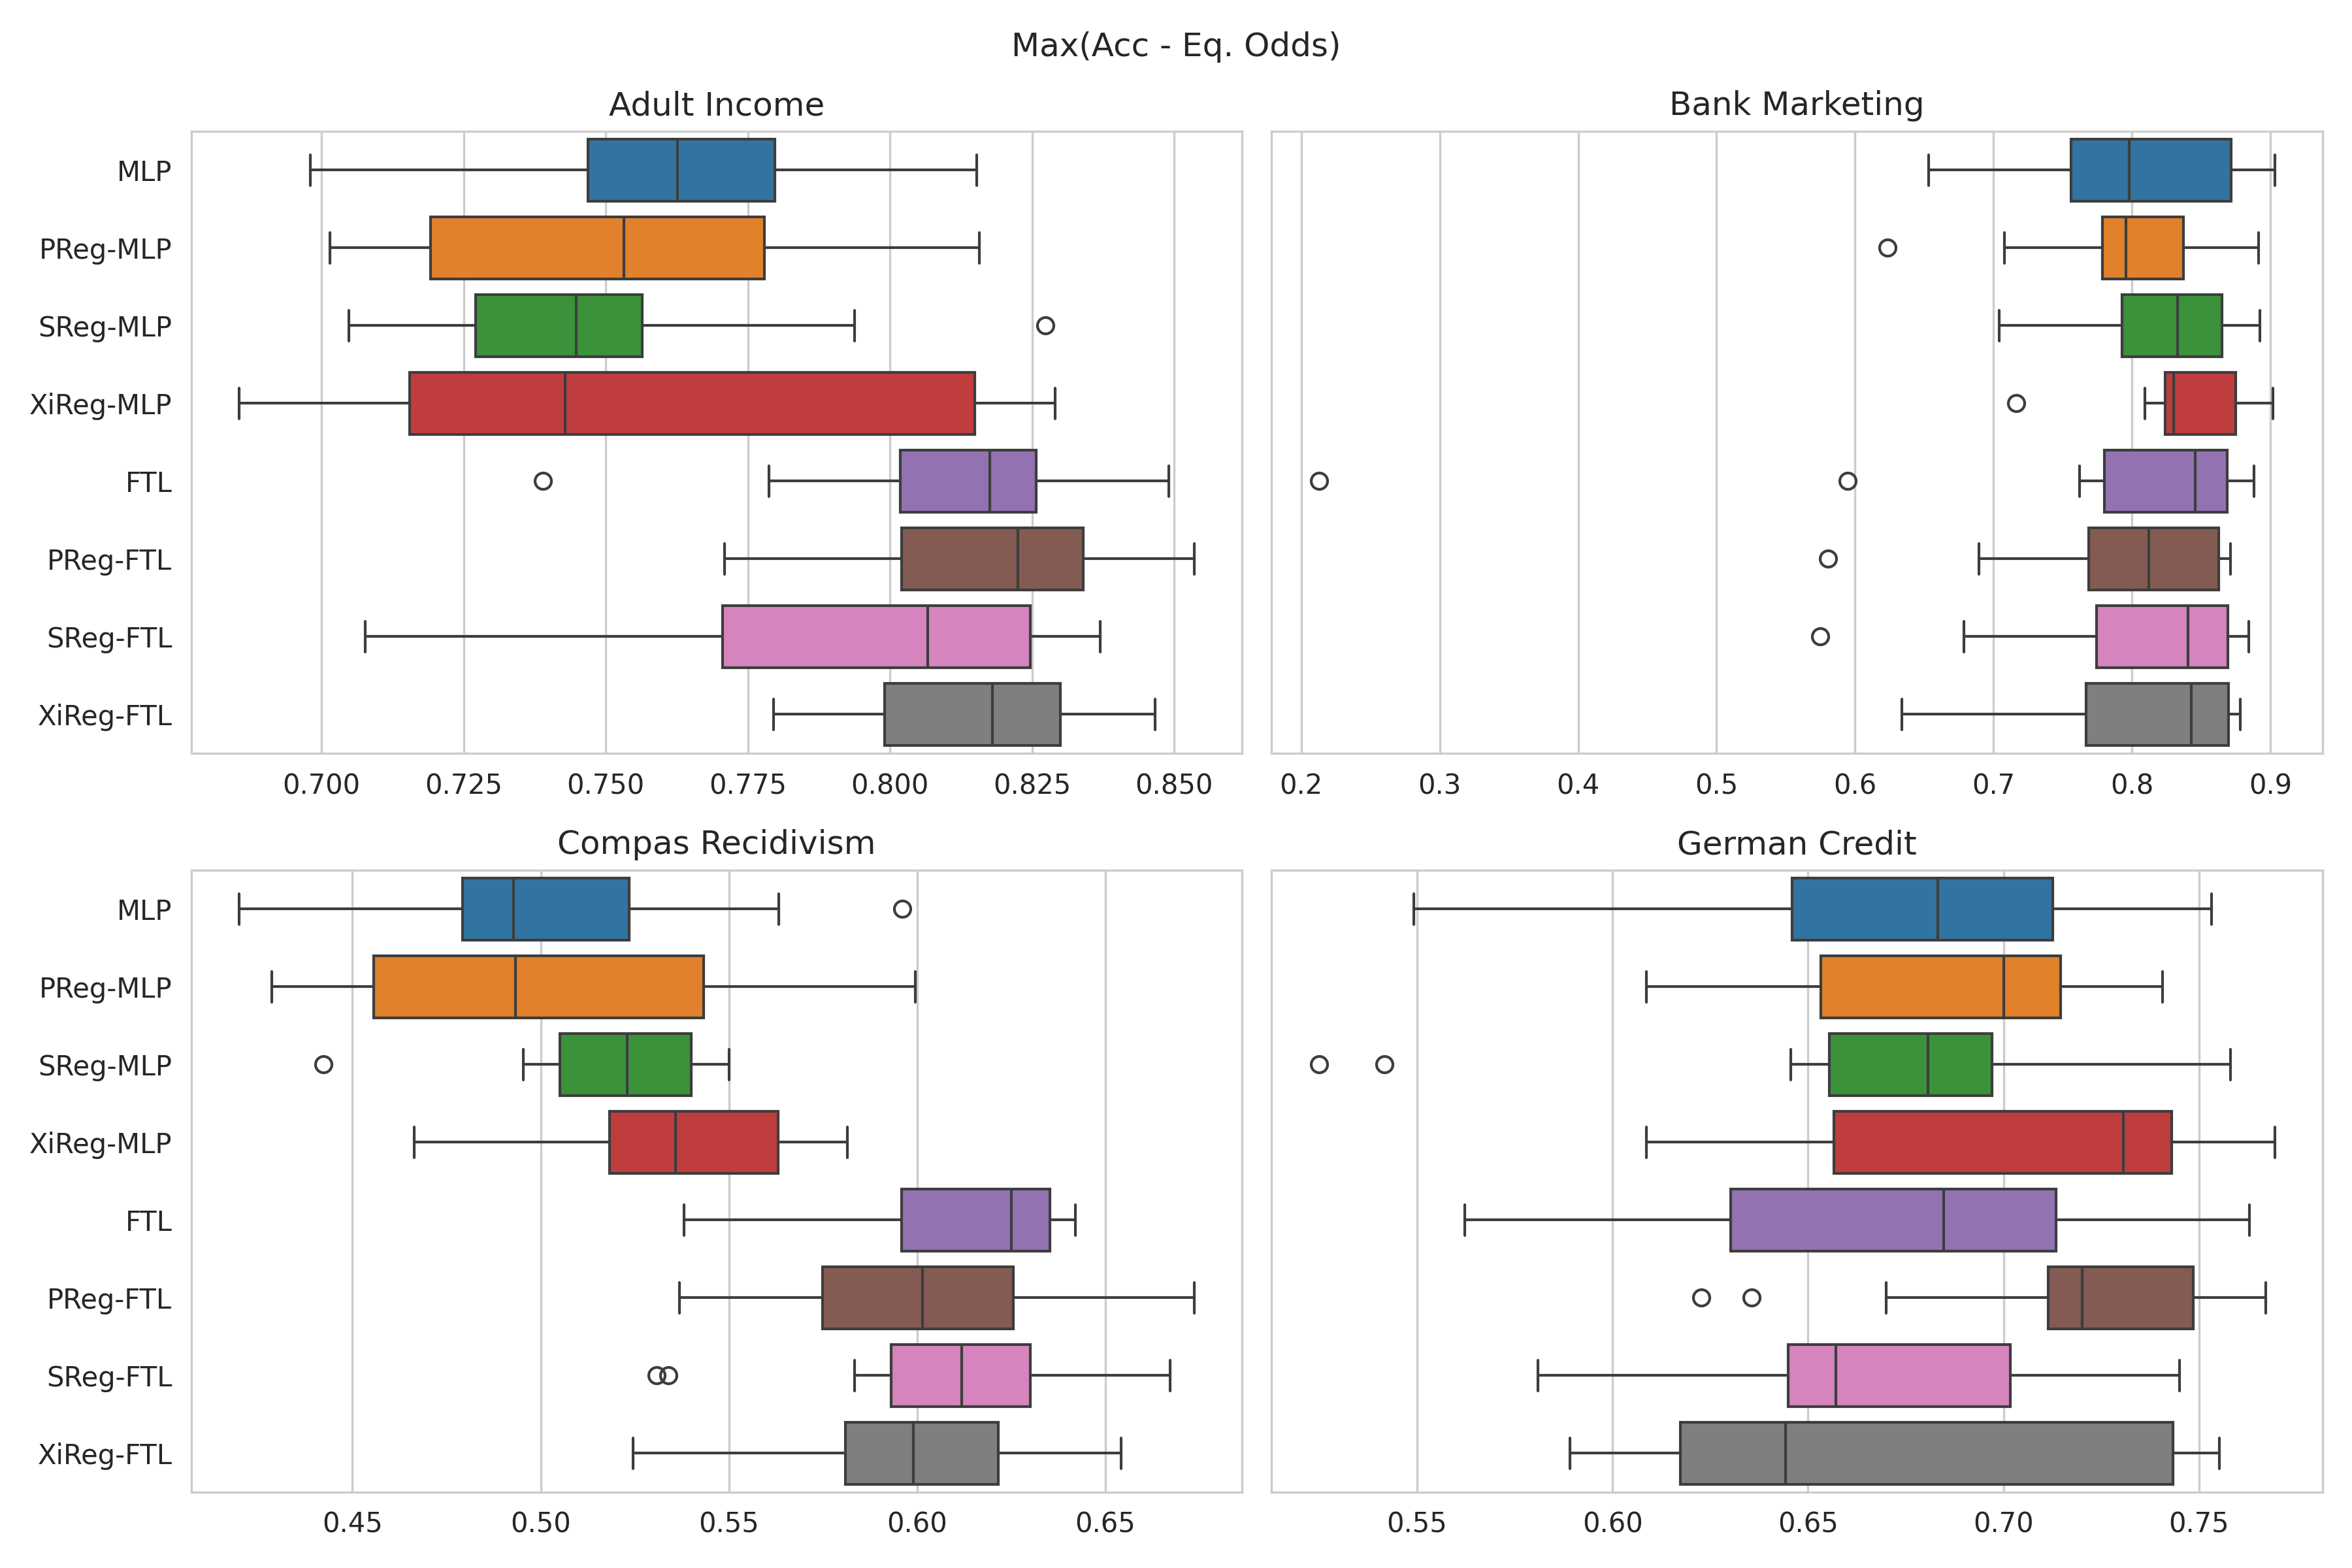 Max(Acc - Eq. Odds)
Adult Income
MLP
PReg-MLP
SReg-MLP
XiReg-MLP
FTL
PReg-FTL
SReg-FTL
XiReg-FTL
0.700 0.725 0.750 0.775 0.800 0.825 0.850
Bank Marketing
0.2 0.3 0.4 0.5 0.6 0.7 0.8 0.9
Compas Recidivism
MLP
PReg-MLP
SReg-MLP
XiReg-MLP
FTL
PReg-FTL
SReg-FTL
XiReg-FTL
0.45 0.50 0.55 0.60 0.65
German Credit
0.55 0.60 0.65 0.70 0.75